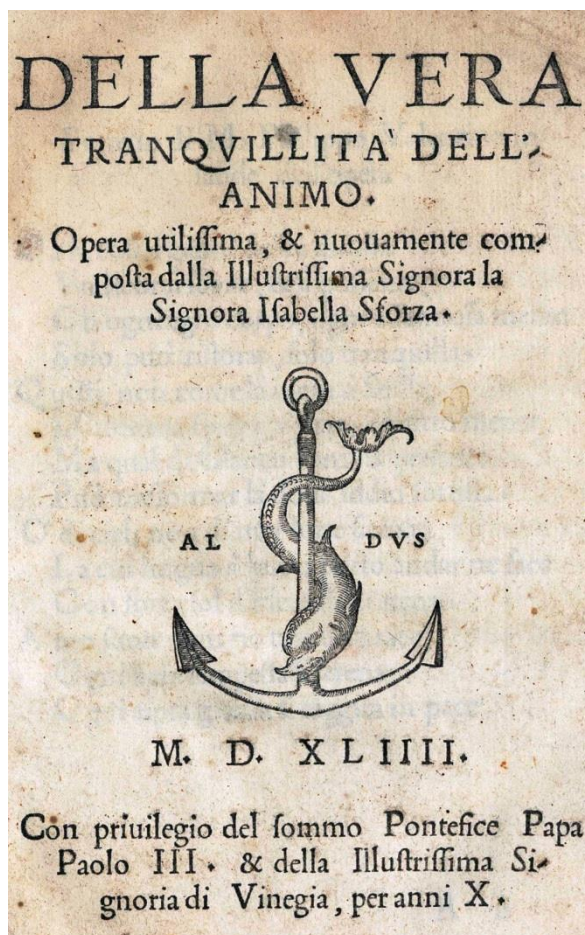 DELLA VERA
TRANQVILLITA' DELL'-
ANIMO.
Opera utiliſſima, & nuouamente com-
poſta dalla Illuſtriſſima Signora la
Signora Iſabella Sforza.
AL DVS
M. D. XLIIII.
Con priuilegio del ſommo Pontefice Papa
Paolo III. & della Illuſtriſſima Si-
gnoria di Vinegia, per anni X.